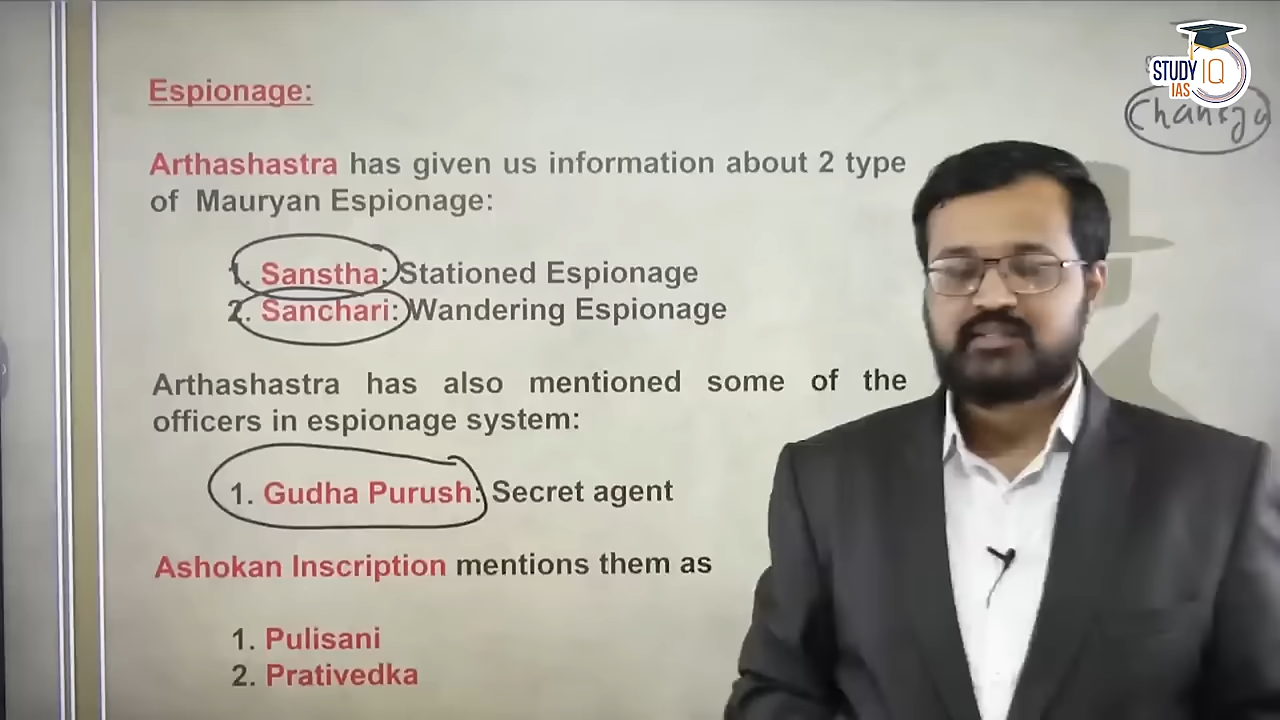 STUDY IQ
IAS
Espionage:
Arthashastra has given us information about 2 type
of Mauryan Espionage:
1. Sanstha: Stationed Espionage
2. Sanchari: Wandering Espionage
Arthashastra has also mentioned some of the
officers in espionage system:
1. Gudha Purush: Secret agent
Ashokan Inscription mentions them as
1. Pulisani
2. Prativedka